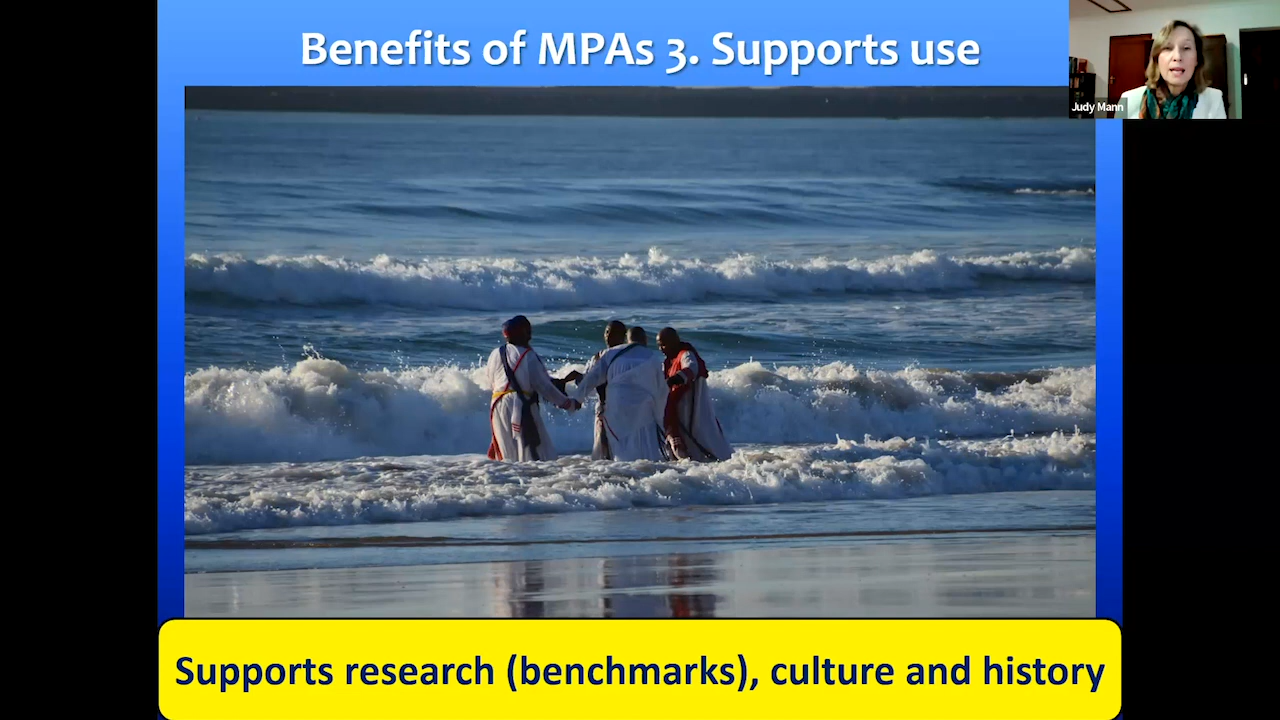 Benefits of MPAs 3. Supports use
Judy Mann
Supports research (benchmarks), culture and history